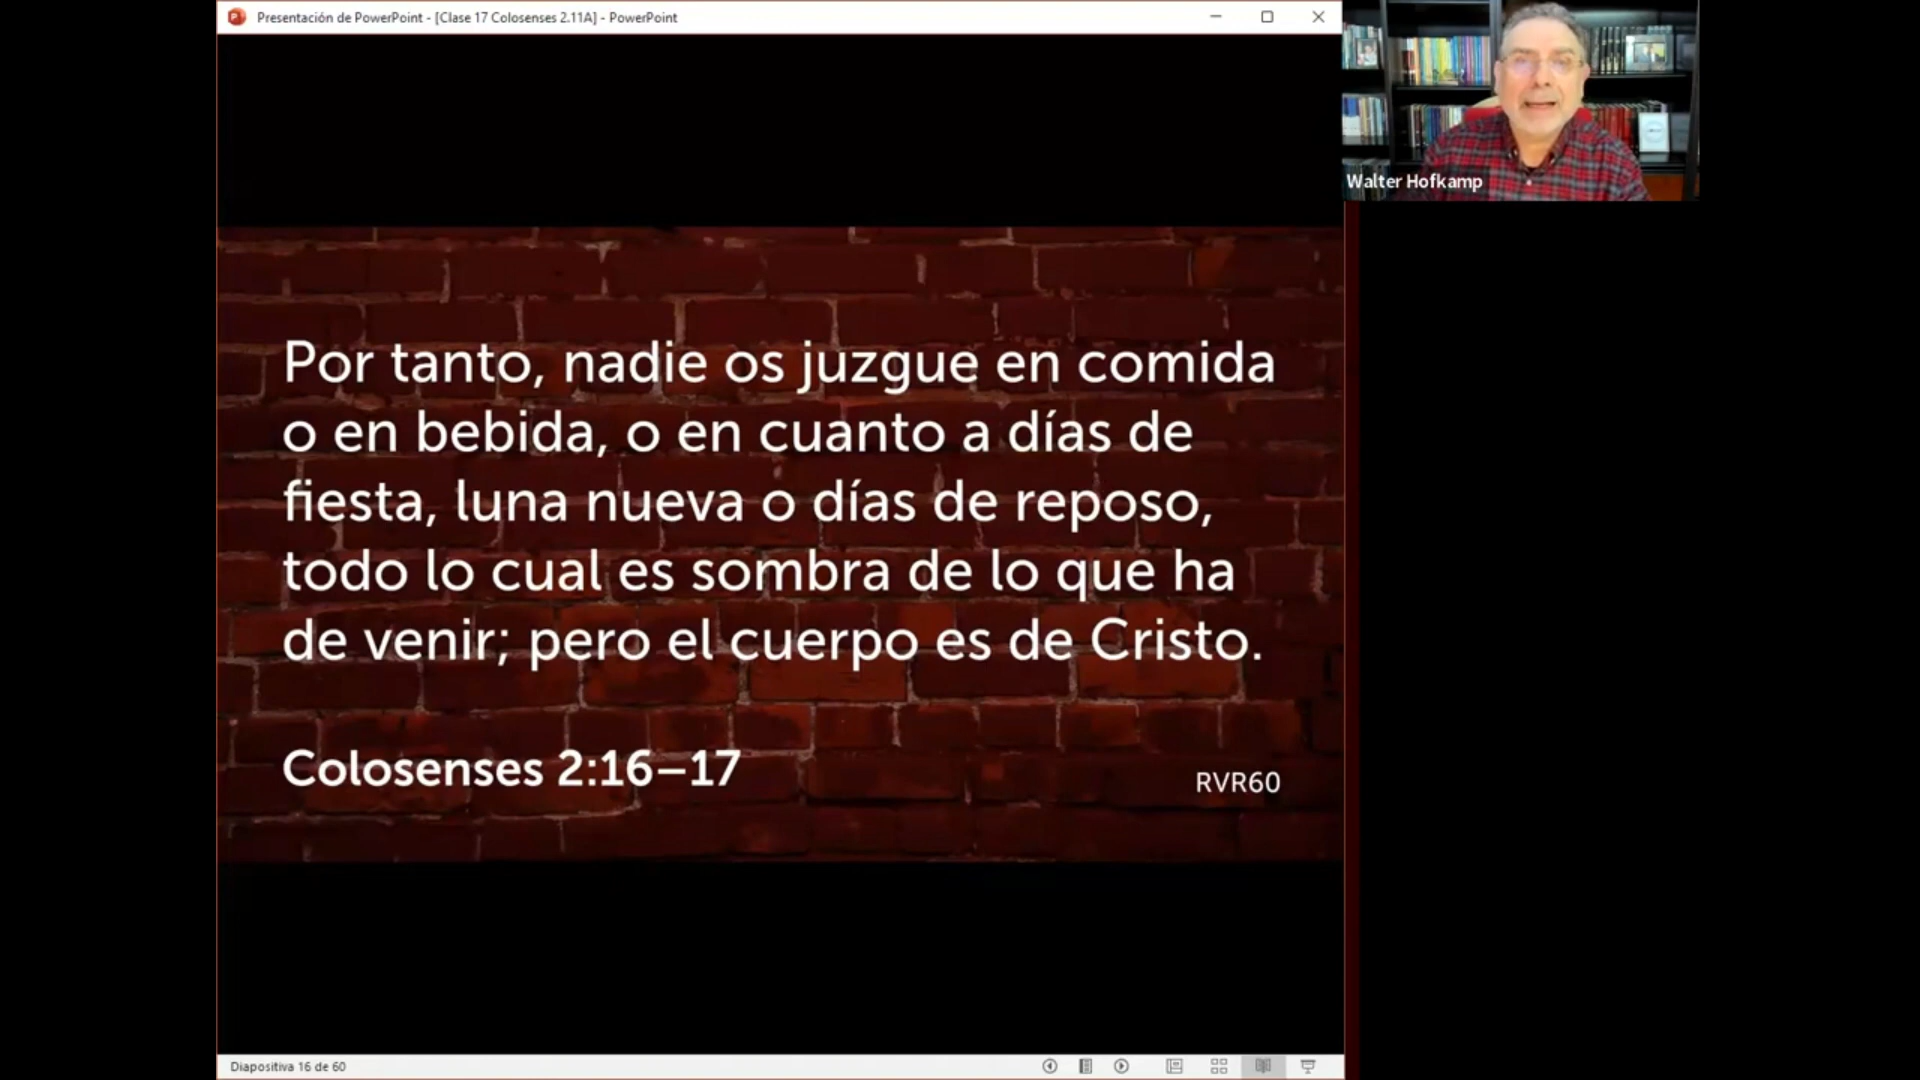 Presentación de PowerPoint - [Clase 17 Colosenses 2.11A] - PowerPoint
Walter Hofkamp
Por tanto, nadie os juzgue en comida
o en bebida, o en cuanto a días de
fiesta, luna nueva o días de reposo,
todo lo cual es sombra de lo que ha
de venir; pero el cuerpo es de Cristo.
Colosenses 2:16–17
RVR60
Diapositiva 16 de 60